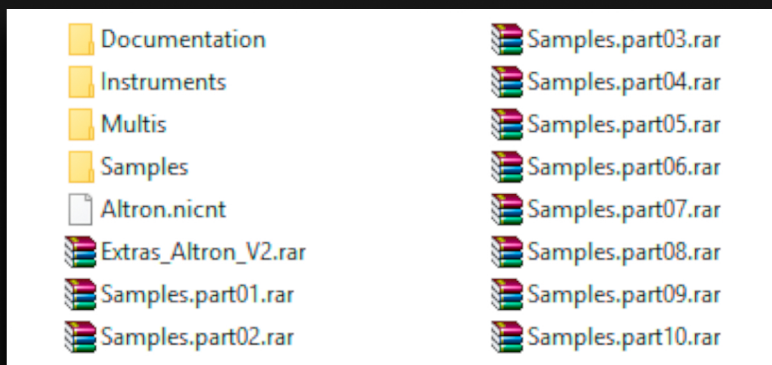 Documentation
Instruments
Multis
Samples
Altron.nicnt
Extras_Altron_V2.rar
Samples.part01.rar
Samples.part02.rar
Samples.part03.rar
Samples.part04.rar
Samples.part05.rar
Samples.part06.rar
Samples.part07.rar
Samples.part08.rar
Samples.part09.rar
Samples.part10.rar